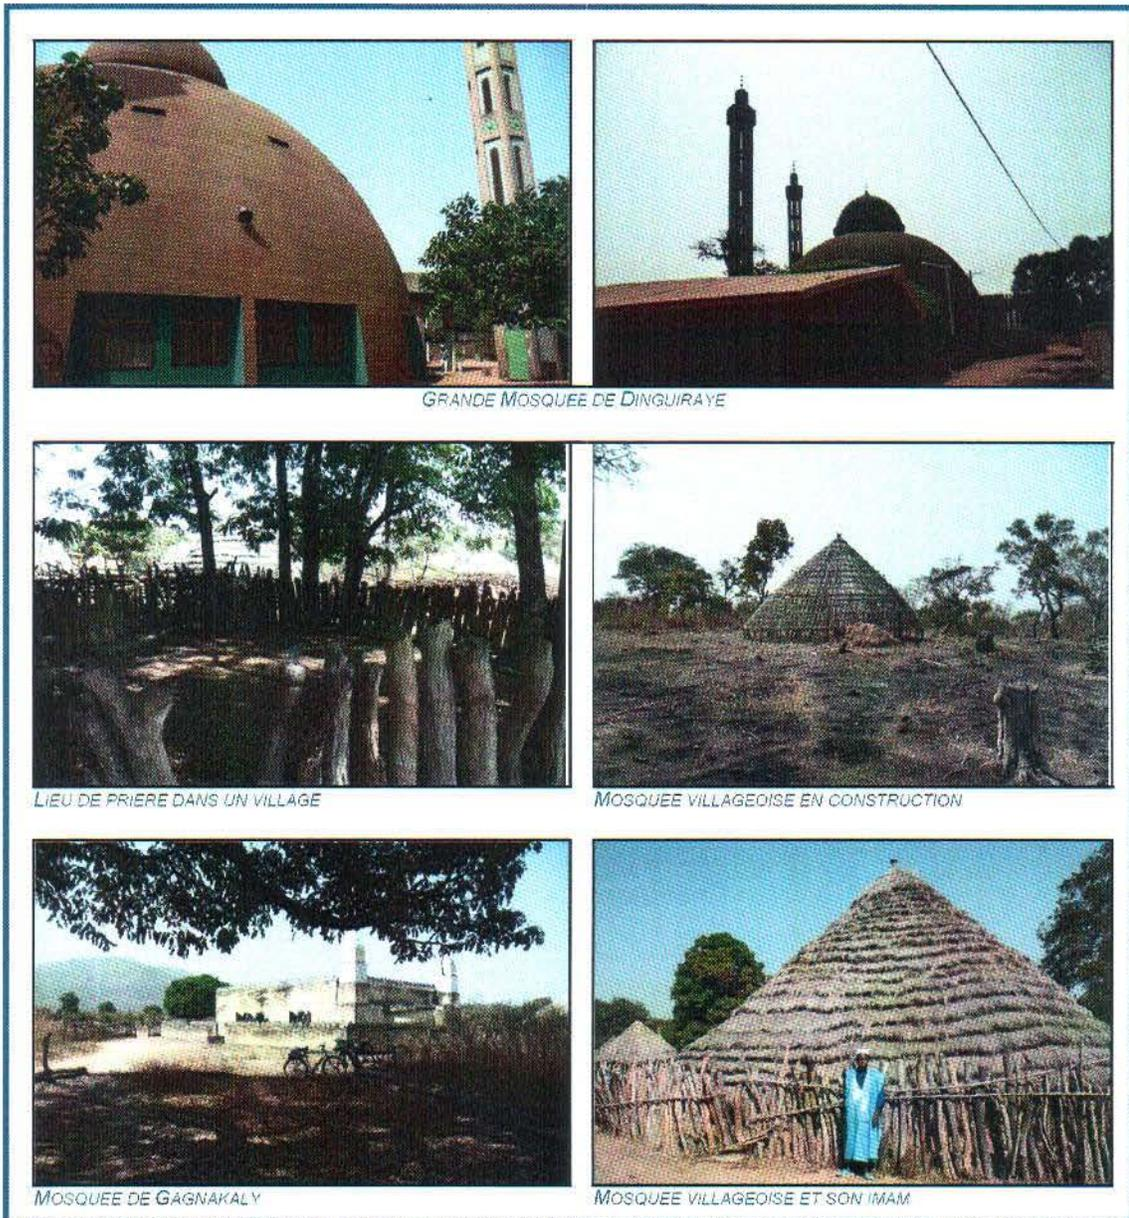 GRANDE MOSQUEE DE DINGUIRAYE
LIEU DE PRIERE DANS UN VILLAGE
MOSQUEE VILLAGEOISE EN CONSTRUCTION
MOSQUEE DE GAGNAKALY
MOSQUEE VILLAGEOISE ET SON IMAM